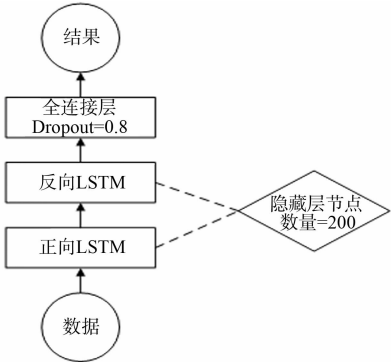 结果
全连接层
Dropout=0.8
反向LSTM
隐藏层节点
数量=200
正向LSTM
数据